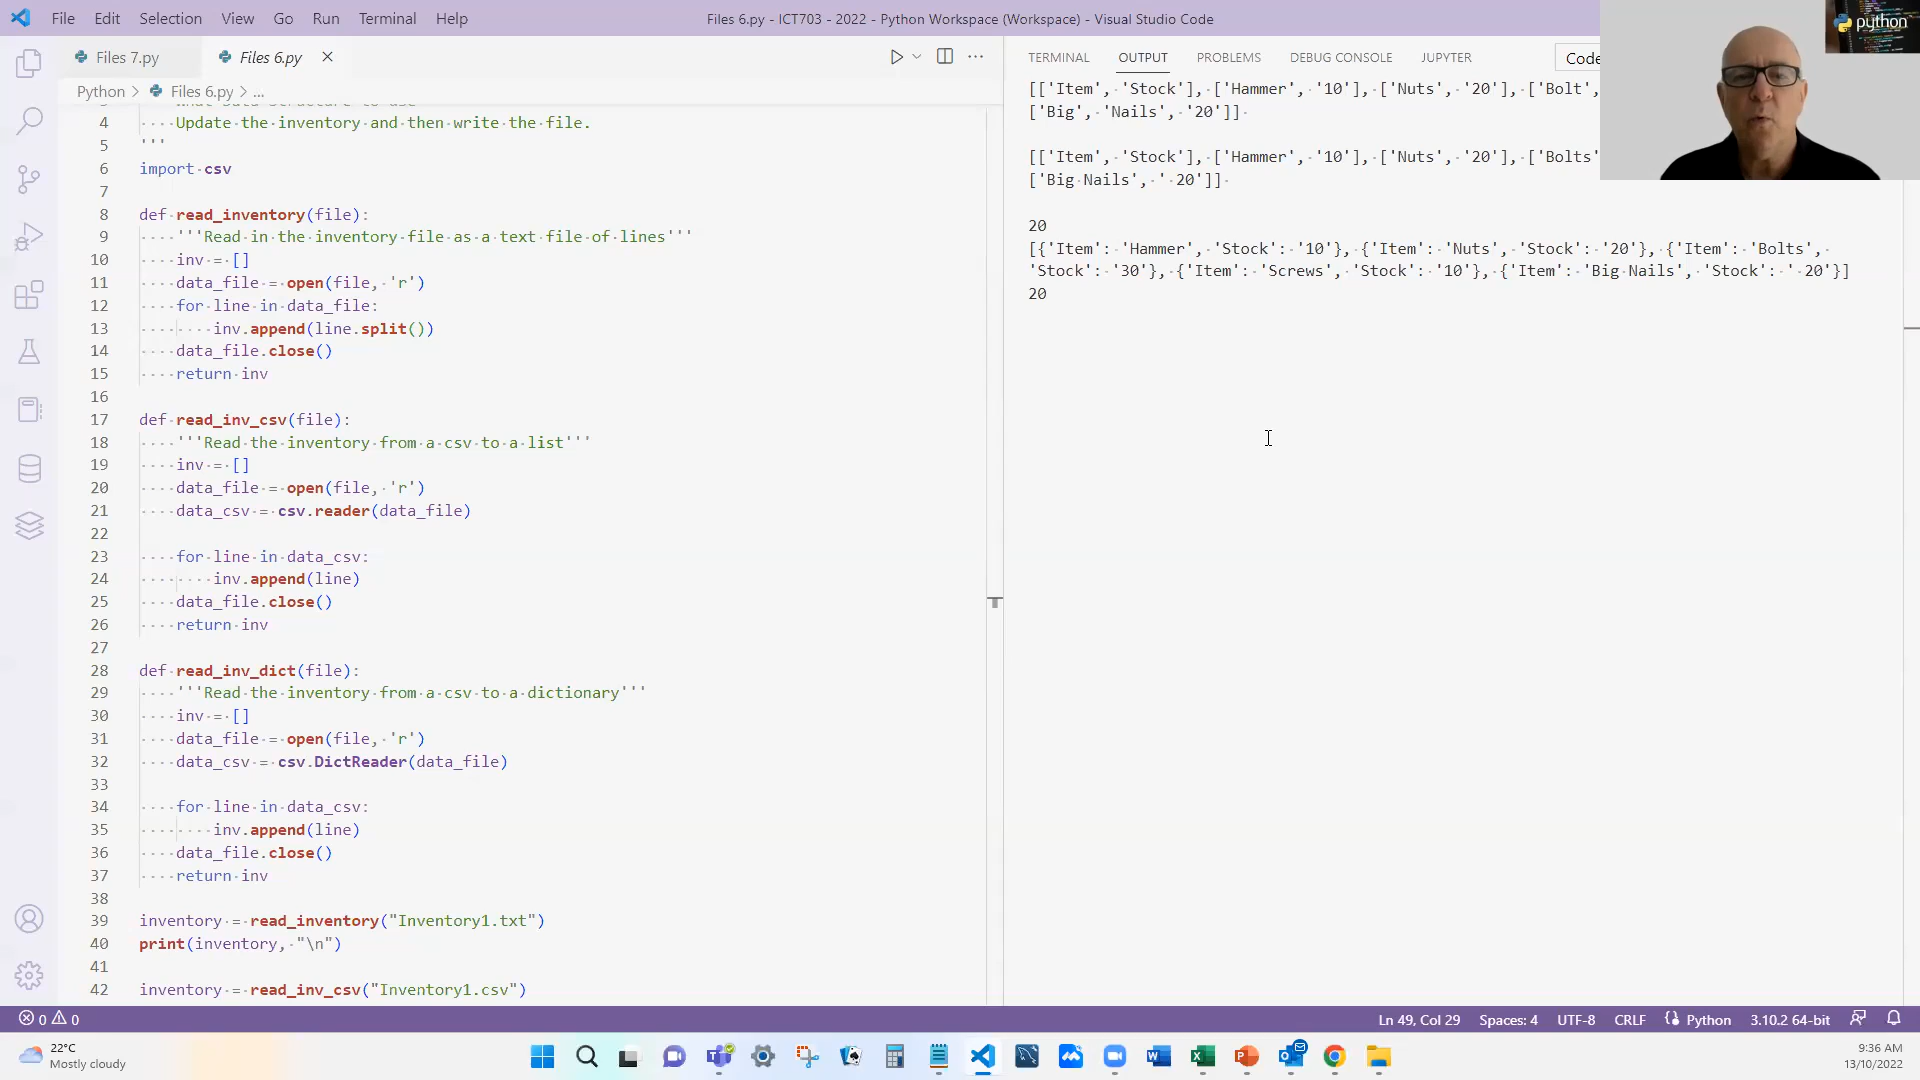 File Edit Selection View Go Run Terminal Help
Files 6.py - ICT703 - 2022 - Python Workspace (Workspace) - Visual Studio Code
python
Files 7.py
Files 6.py
TERMINAL OUTPUT PROBLEMS DEBUG CONSOLE JUPYTER
Code
Python > Files 6.py > ...
4 Update the inventory and then write the file.
5 '''
6 import csv
7
8 def read_inventory(file):
9 '''Read in the inventory file as a text file of lines'''
10 inv = []
11 data_file = open(file, 'r')
12 for line in data_file:
13 inv.append(line.split())
14 data_file.close()
15 return inv
16
17 def read_inv_csv(file):
18 '''Read the inventory from a csv to a list'''
19 inv = []
20 data_file = open(file, 'r')
21 data_csv = csv.reader(data_file)
22
23 for line in data_csv:
24 inv.append(line)
25 data_file.close()
26 return inv
27
28 def read_inv_dict(file):
29 '''Read the inventory from a csv to a dictionary'''
30 inv = []
31 data_file = open(file, 'r')
32 data_csv = csv.DictReader(data_file)
33
34 for line in data_csv:
35 inv.append(line)
36 data_file.close()
37 return inv
38
39 inventory = read_inventory("Inventory1.txt")
40 print(inventory, "\n")
41
42 inventory = read_inv_csv("Inventory1.csv")
[['Item', 'Stock'], ['Hammer', '10'], ['Nuts', '20'], ['Bolt',
['Big', 'Nails', '20']]
[['Item', 'Stock'], ['Hammer', '10'], ['Nuts', '20'], ['Bolts'
['Big Nails', ' 20']]
20
[{'Item': 'Hammer', 'Stock': '10'}, {'Item': 'Nuts', 'Stock': '20'}, {'Item': 'Bolts',
'Stock': '30'}, {'Item': 'Screws', 'Stock': '10'}, {'Item': 'Big Nails', 'Stock': ' 20'}]
20
0 0
Ln 49, Col 29 Spaces: 4 UTF-8 CRLF Python 3.10.2 64-bit
22°C
Mostly cloudy
9:36 AM
13/10/2022